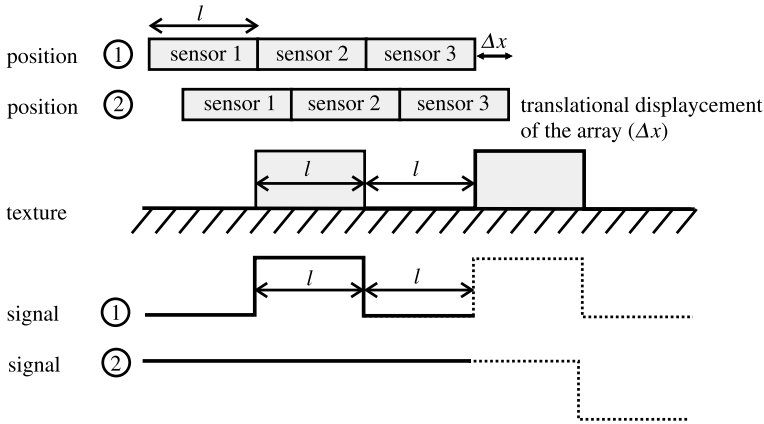 l
position 1 sensor 1 sensor 2 sensor 3 Δx
position 2 sensor 1 sensor 2 sensor 3 translational displaycement
of the array (Δx)
l l
texture
l l
signal 1
signal 2